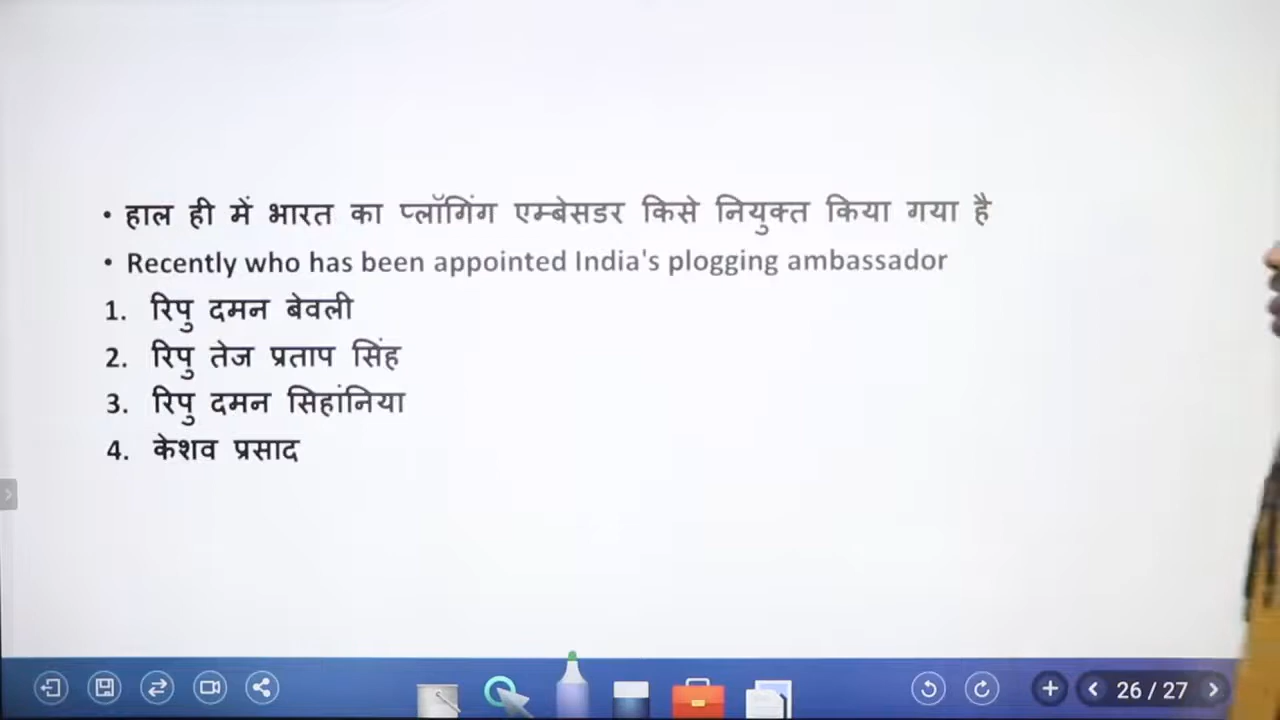 • हाल ही में भारत का प्लॉगिंग एम्बेसडर किसे नियुक्त किया गया है
• Recently who has been appointed India's plogging ambassador
1. रिपु दमन बेवली
2. रिपु तेज प्रताप सिंह
3. रिपु दमन सिहांनिया
4. केशव प्रसाद
26 / 27